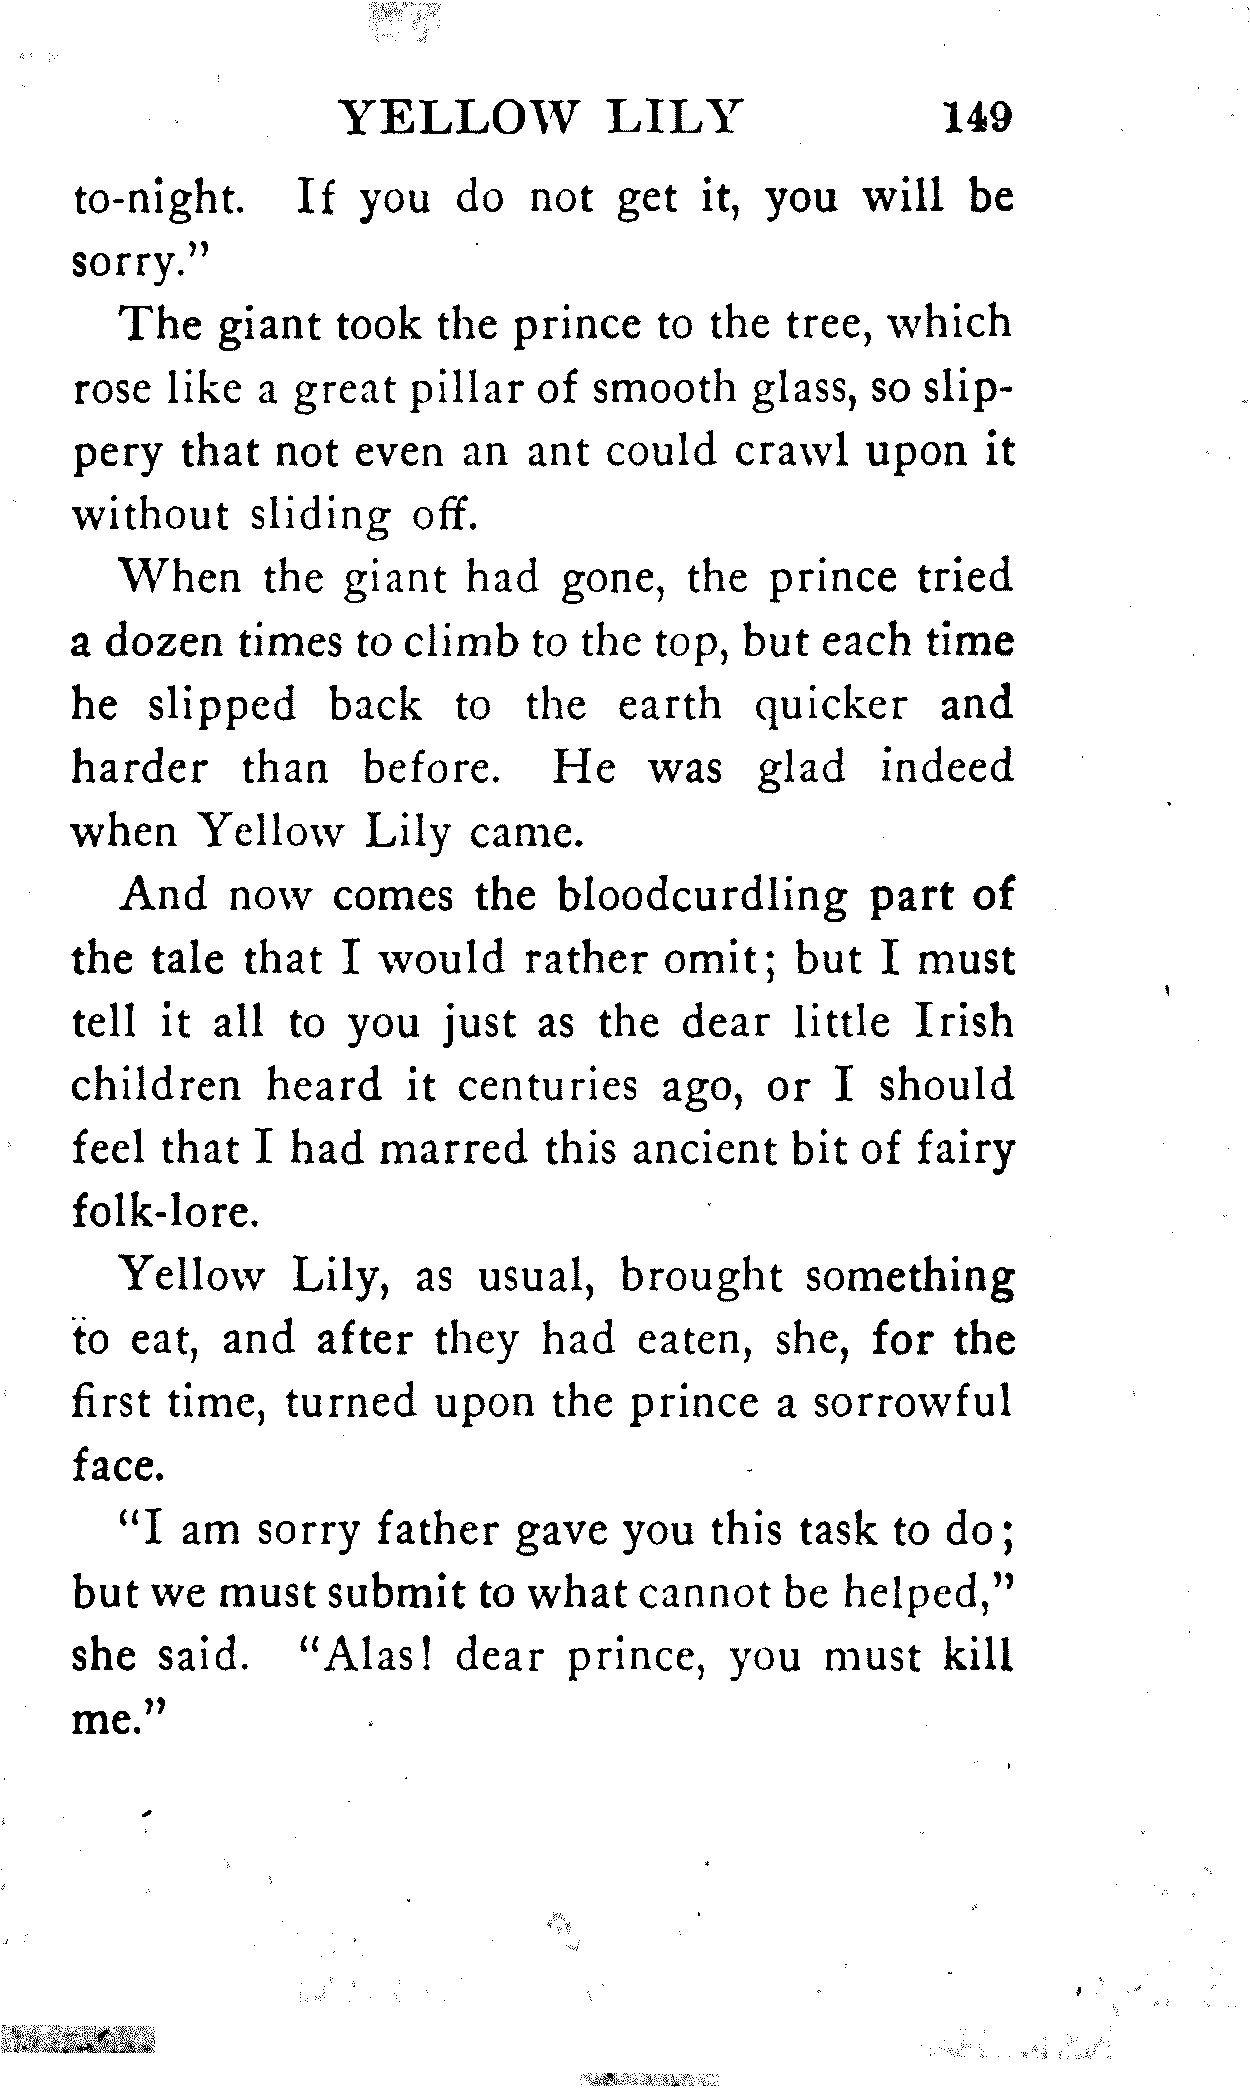 YELLOW LILY 149
to-night. If you do not get it, you will be
sorry."
The giant took the prince to the tree, which
rose like a great pillar of smooth glass, so slip-
pery that not even an ant could crawl upon it
without sliding off.
When the giant had gone, the prince tried
a dozen times to climb to the top, but each time
he slipped back to the earth quicker and
harder than before. He was glad indeed
when Yellow Lily came.
And now comes the bloodcurdling part of
the tale that I would rather omit; but I must
tell it all to you just as the dear little Irish
children heard it centuries ago, or I should
feel that I had marred this ancient bit of fairy
folk-lore.
Yellow Lily, as usual, brought something
to eat, and after they had eaten, she, for the
first time, turned upon the prince a sorrowful
face.
"I am sorry father gave you this task to do;
but we must submit to what cannot be helped,"
she said. "Alas! dear prince, you must kill
me."